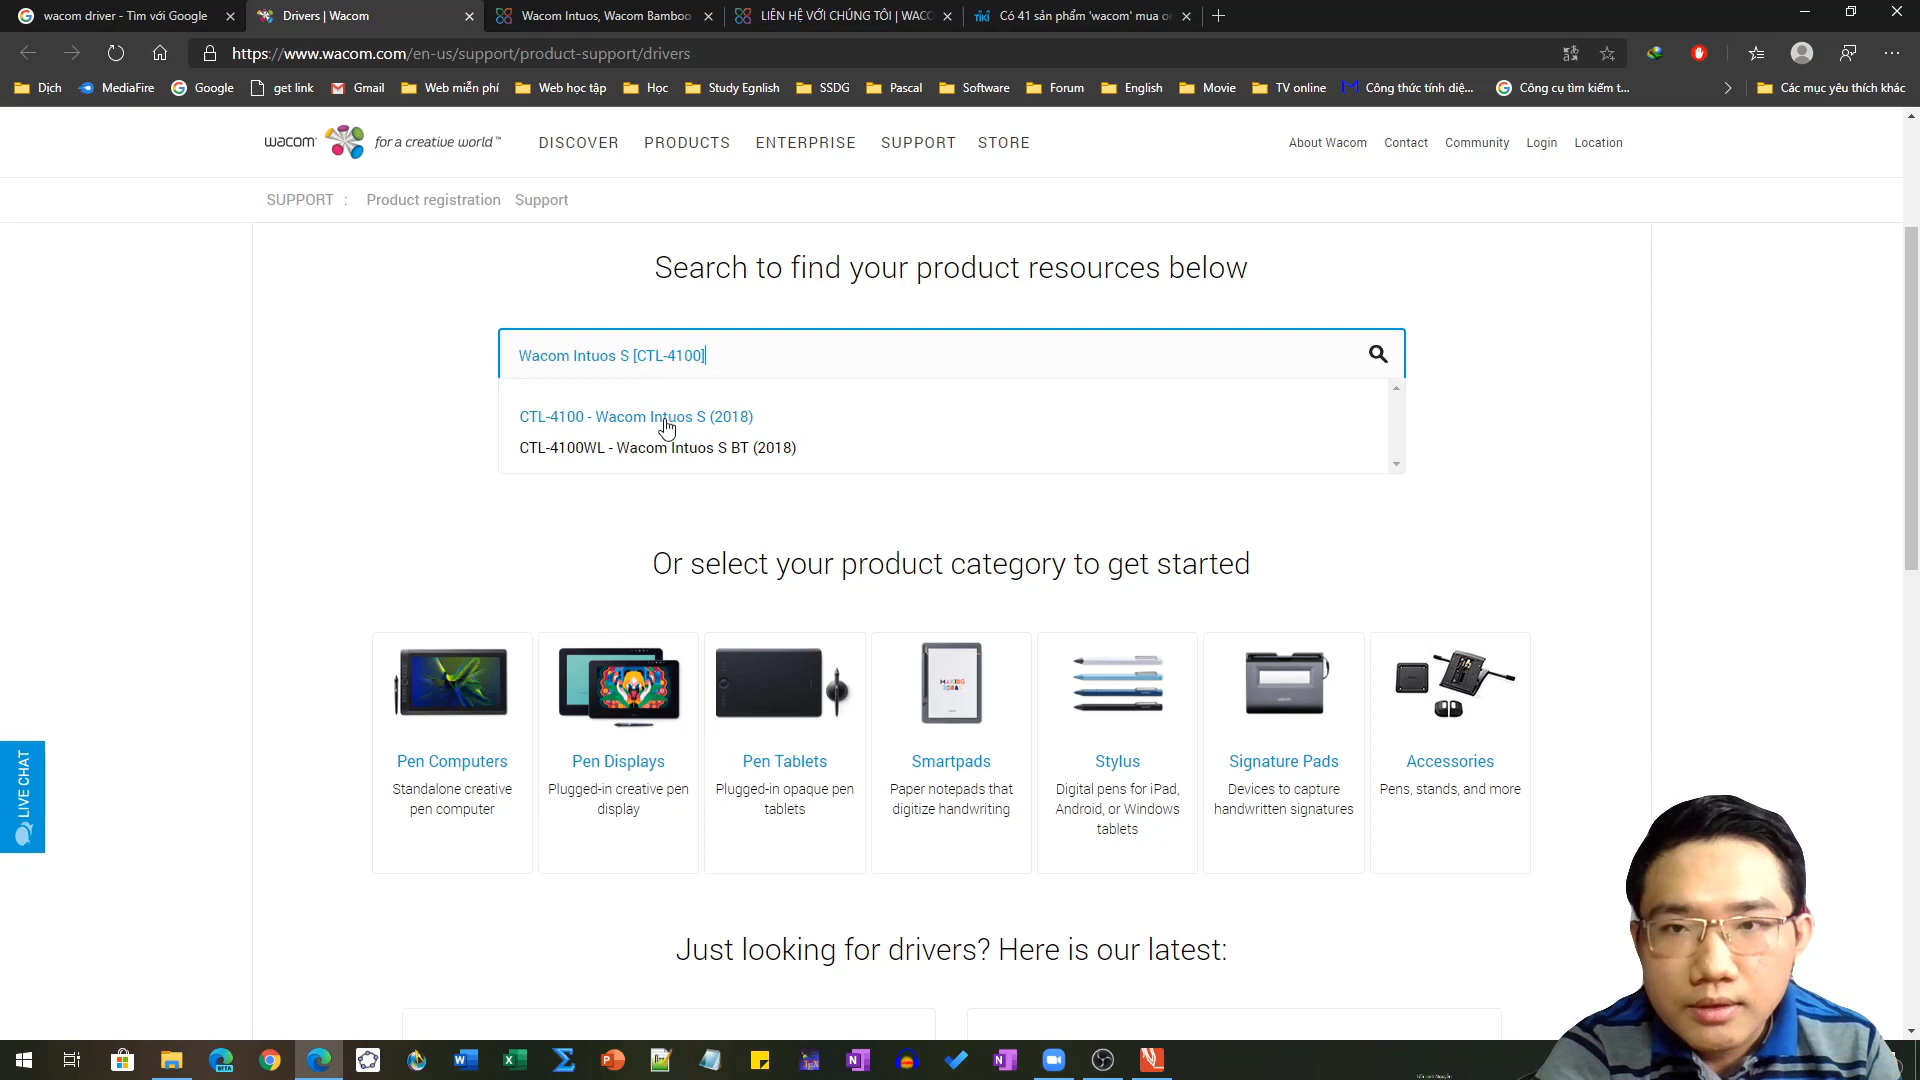 wacom driver - Tìm với Google
Drivers | Wacom
Wacom Intuos, Wacom Bamboo
LIÊN HỆ VỚI CHÚNG TÔI | WACO
tiki Có 41 sản phẩm 'wacom' mua o
https://www.wacom.com/en-us/support/product-support/drivers
Dịch
MediaFire
Google
get link
Gmail
Web miễn phí
Web học tập
Học
Study Egnlish
SSDG
Pascal
Software
Forum
English
Movie
TV online
Công thức tính diệ...
Công cụ tìm kiếm t...
Các mục yêu thích khác
wacom for a creative world™
DISCOVER
PRODUCTS
ENTERPRISE
SUPPORT
STORE
About Wacom
Contact
Community
Login
Location
SUPPORT :
Product registration
Support
Search to find your product resources below
Wacom Intuos S [CTL-4100]
CTL-4100 - Wacom Intuos S (2018)
CTL-4100WL - Wacom Intuos S BT (2018)
Or select your product category to get started
MAKING
IDEAS
Pen Computers
Standalone creative
pen computer
Pen Displays
Plugged-in creative pen
display
Pen Tablets
Plugged-in opaque pen
tablets
Smartpads
Paper notepads that
digitize handwriting
Stylus
Digital pens for iPad,
Android, or Windows
tablets
Signature Pads
Devices to capture
handwritten signatures
Accessories
Pens, stands, and more
LIVE CHAT
Just looking for drivers? Here is our latest:
BETA